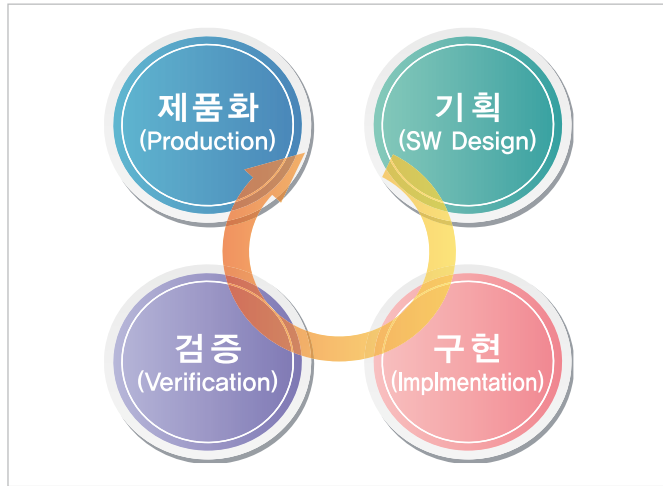 제품화
(Production)
기획
(SW Design)
검증
(Verification)
구현
(Implmentation)